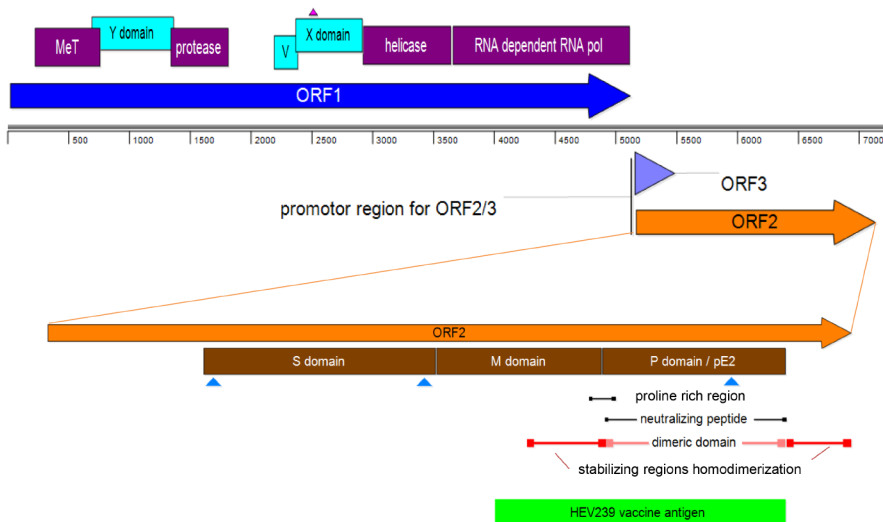 MeT
Y domain
protease
V
X domain
helicase
RNA dependent RNA pol
ORF1
500 1000 1500 2000 2500 3000 3500 4000 4500 5000 5500 6000 6500 7000
ORF3
promotor region for ORF2/3
ORF2
ORF2
S domain
M domain
P domain / pE2
proline rich region
neutralizing peptide
dimeric domain
stabilizing regions homodimerization
HEV239 vaccine antigen